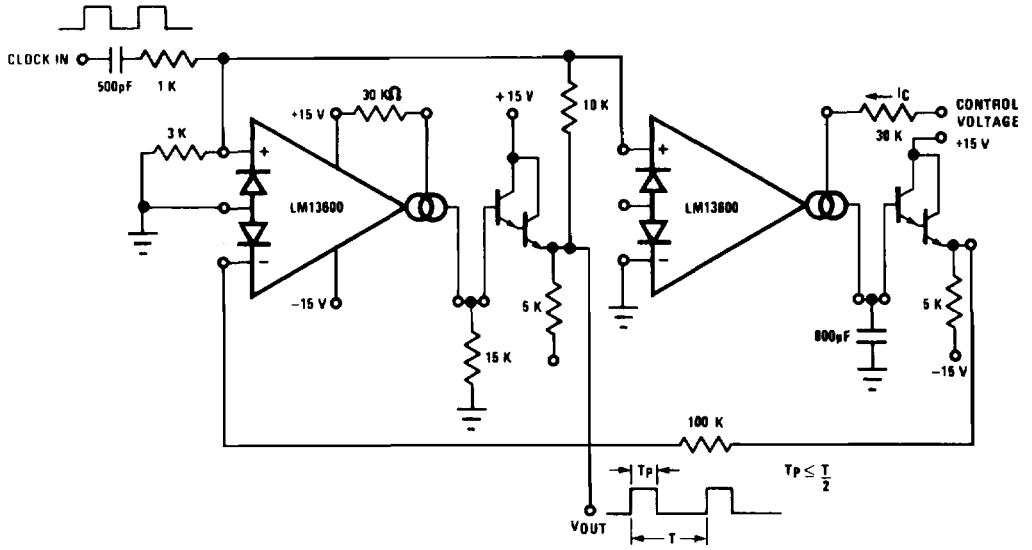 CLOCK IN
500pF
1 K
3 K
+15 V
30 KΩ
+
LM13600
−
−15 V
+15 V
10 K
5 K
15 K
+
LM13600
−
IC
30 K
CONTROL
VOLTAGE
+15 V
5 K
800µF
−15 V
100 K
TP
TP ≤ T/2
VOUT
T